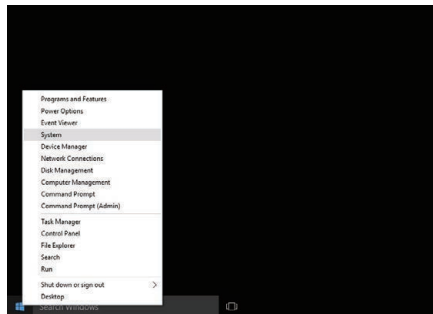 Programs and Features
Power Options
Event Viewer
System
Device Manager
Network Connections
Disk Management
Computer Management
Command Prompt
Command Prompt (Admin)
Task Manager
Control Panel
File Explorer
Search
Run
Shut down or sign out
Desktop
Search Windows